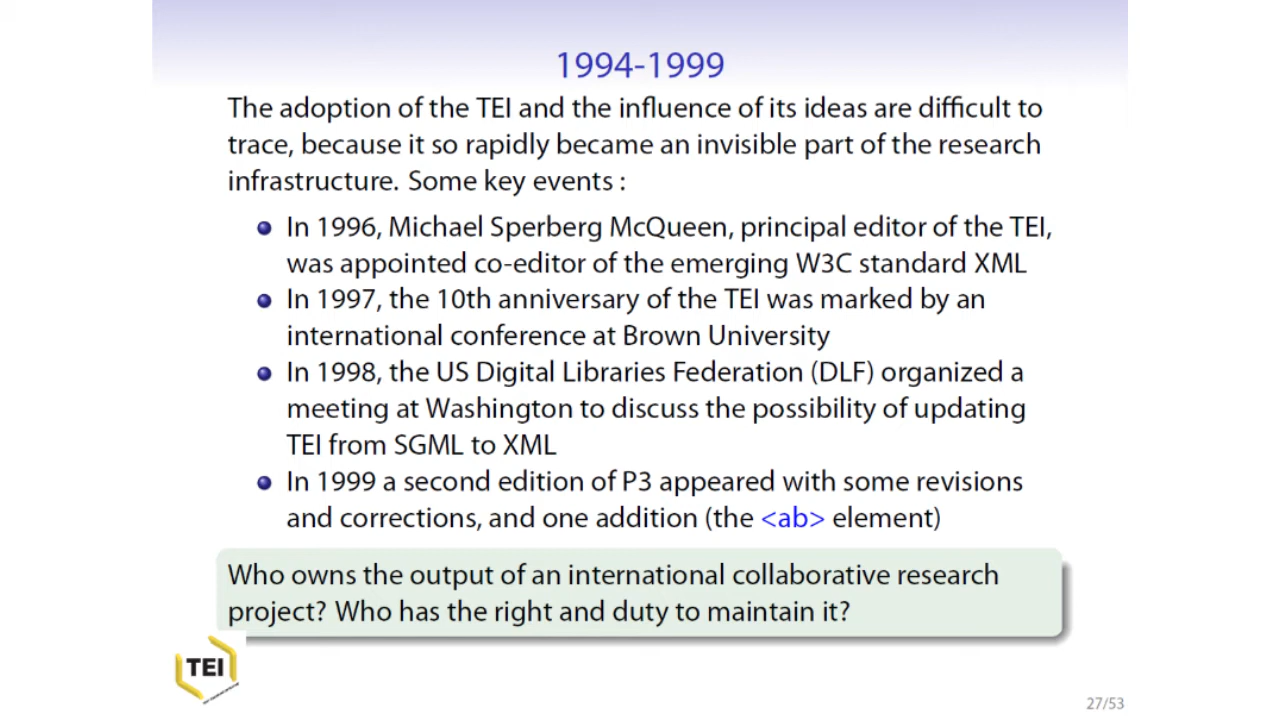 1994-1999
The adoption of the TEI and the influence of its ideas are difficult to
trace, because it so rapidly became an invisible part of the research
infrastructure. Some key events :
In 1996, Michael Sperberg McQueen, principal editor of the TEI,
was appointed co-editor of the emerging W3C standard XML
In 1997, the 10th anniversary of the TEI was marked by an
international conference at Brown University
In 1998, the US Digital Libraries Federation (DLF) organized a
meeting at Washington to discuss the possibility of updating
TEI from SGML to XML
In 1999 a second edition of P3 appeared with some revisions
and corrections, and one addition (the <ab> element)
Who owns the output of an international collaborative research
project? Who has the right and duty to maintain it?
TEI
27/53